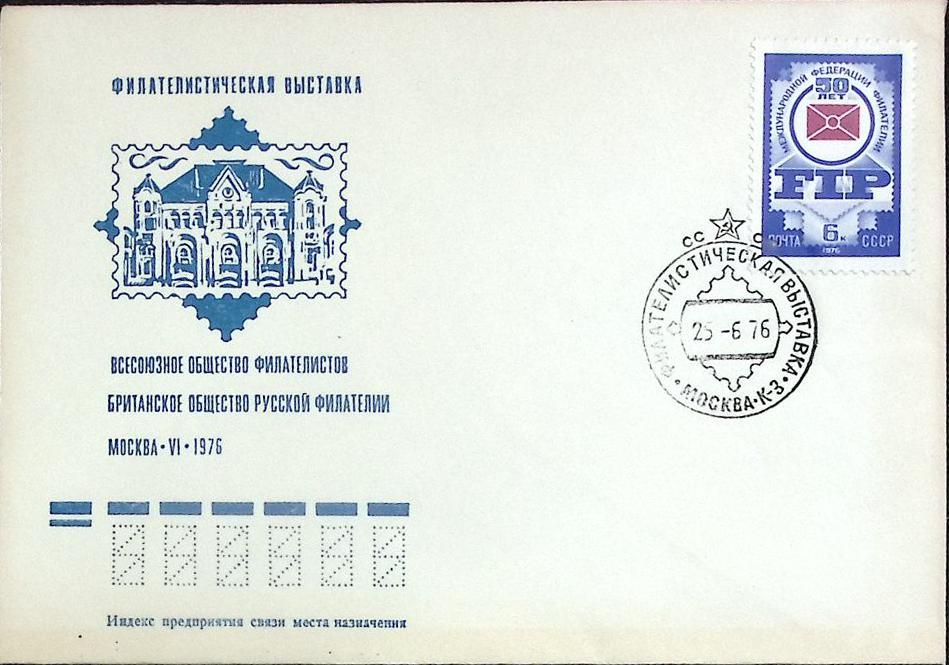 ФИЛАТЕЛИСТИЧЕСКАЯ ВЫСТАВКА
ВСЕСОЮЗНОЕ ОБЩЕСТВО ФИЛАТЕЛИСТОВ
БРИТАНСКОЕ ОБЩЕСТВО РУССКОЙ ФИЛАТЕЛИИ
МОСКВА • VI • 1976
Индекс предприятия связи места назначения
50
ЛЕТ
МЕЖДУНАРОДНОЙ ФЕДЕРАЦИИ ФИЛАТЕЛИИ
FIP
ПОЧТА 6к СССР
1976
СС С
ФИЛАТЕЛИСТИЧЕСКАЯ ВЫСТАВКА
25-6 76
• МОСКВА • К-3 •